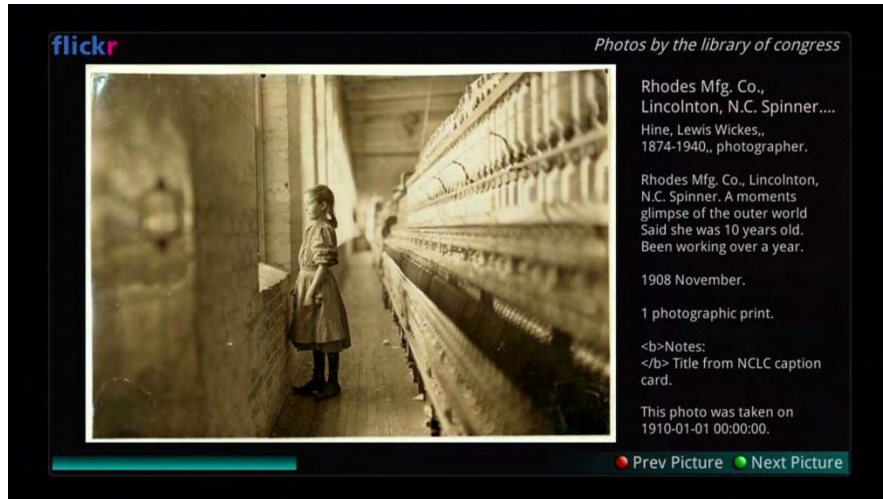 flickr
Photos by the library of congress
Rhodes Mfg. Co.,
Lincolnton, N.C. Spinner....
Hine, Lewis Wickes,,
1874-1940,, photographer.
Rhodes Mfg. Co., Lincolnton,
N.C. Spinner. A moments
glimpse of the outer world
Said she was 10 years old.
Been working over a year.
1908 November.
1 photographic print.
<b>Notes:
</b> Title from NCLC caption
card.
This photo was taken on
1910-01-01 00:00:00.
Prev Picture Next Picture